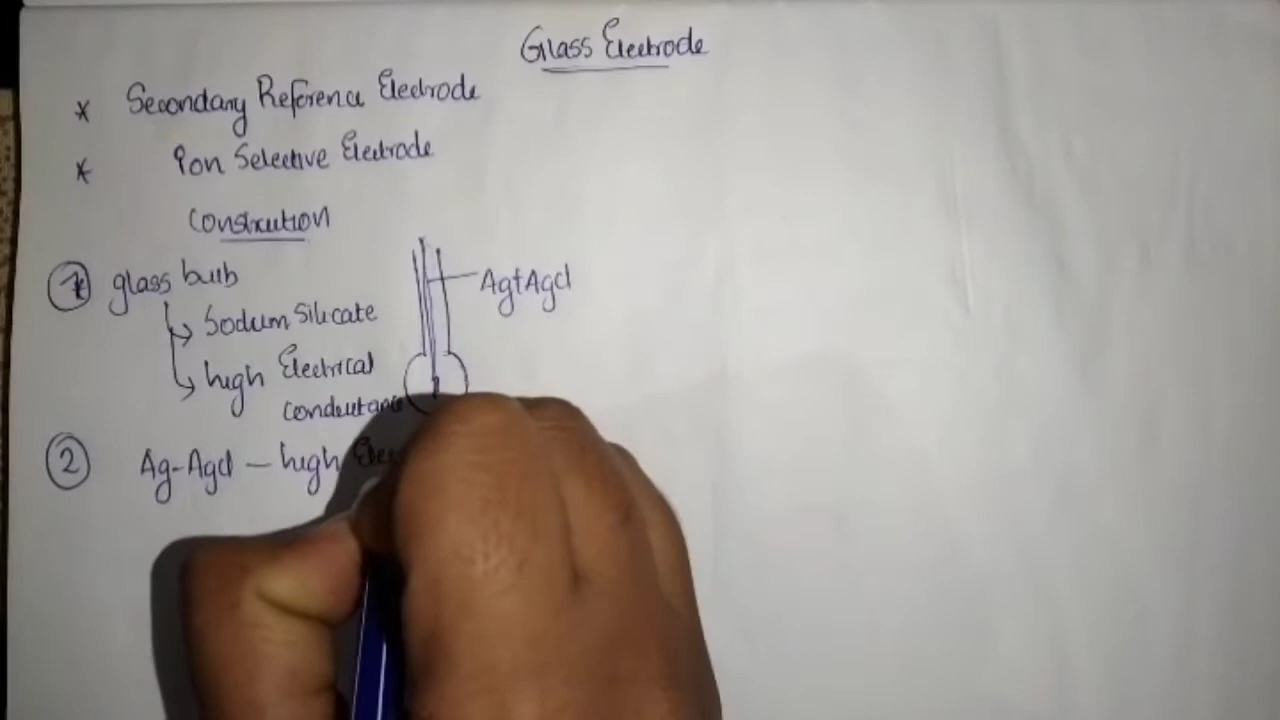 Glass Electrode
* Secondary Reference Electrode
* Ion Selective Electrode
Construction
1 glass bulb
Sodium Silicate
high Electrical
Condutance
Ag+Agcl
2 Ag-Agcl — high